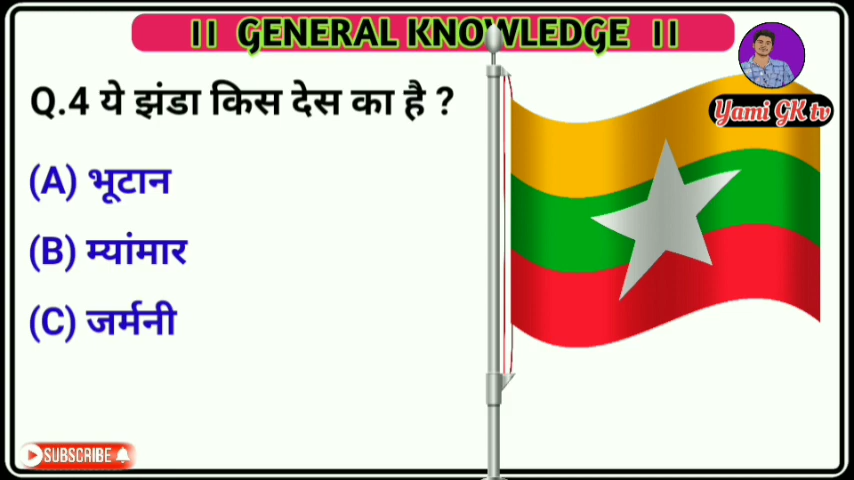 II GENERAL KNOWLEDGE II
Yami GK tv
Q.4 ये झंडा किस देस का है ?
(A) भूटान
(B) म्यांमार
(C) जर्मनी
SUBSCRIBE